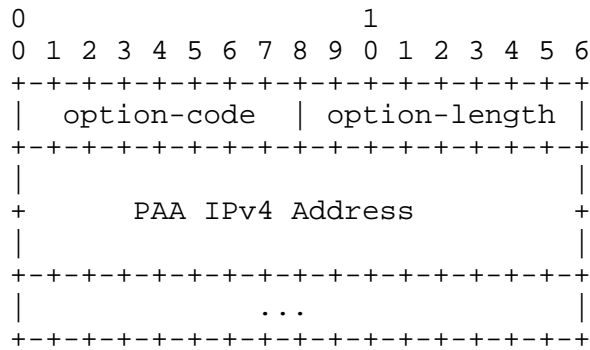 0                   1
0 1 2 3 4 5 6 7 8 9 0 1 2 3 4 5 6
+-+-+-+-+-+-+-+-+-+-+-+-+-+-+-+-+
|  option-code  | option-length |
+-+-+-+-+-+-+-+-+-+-+-+-+-+-+-+-+
|                               |
+      PAA IPv4 Address         +
|                               |
+-+-+-+-+-+-+-+-+-+-+-+-+-+-+-+-+
|             ...               |
+-+-+-+-+-+-+-+-+-+-+-+-+-+-+-+-+